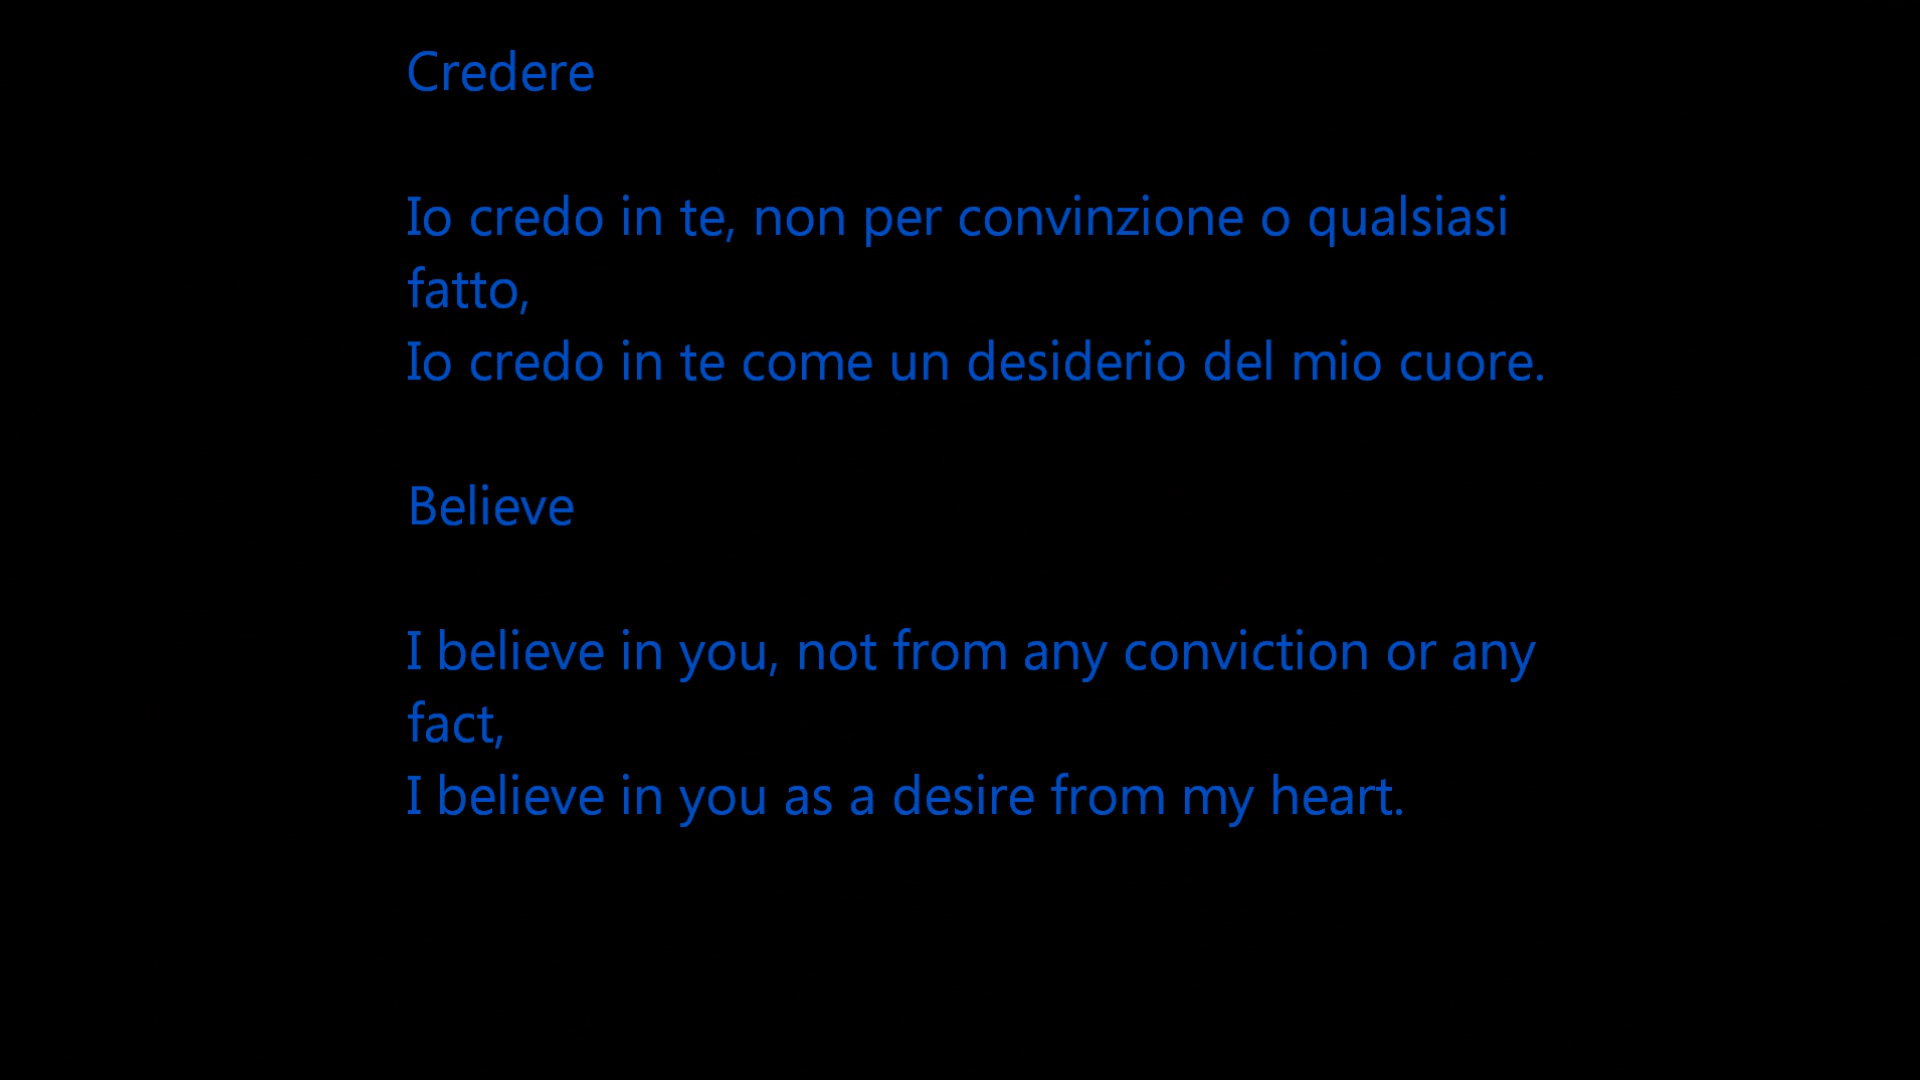 Credere
Io credo in te, non per convinzione o qualsiasi
fatto,
Io credo in te come un desiderio del mio cuore.
Believe
I believe in you, not from any conviction or any
fact,
I believe in you as a desire from my heart.